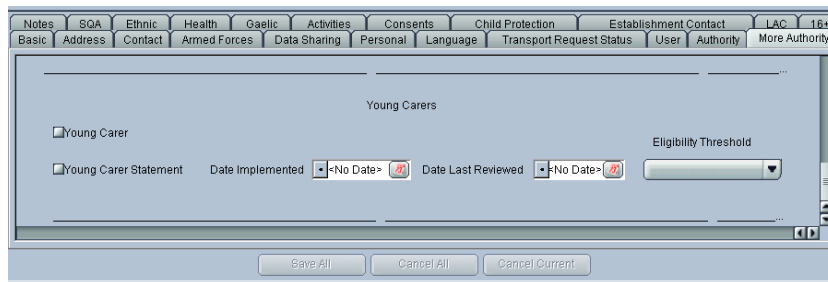 Notes SQA Ethnic Health Gaelic Activities Consents Child Protection Establishment Contact LAC 16+
Basic Address Contact Armed Forces Data Sharing Personal Language Transport Request Status User Authority More Authority
...
Young Carers
Young Carer
Eligibility Threshold
Young Carer Statement Date Implemented <No Date> Date Last Reviewed <No Date>
...
Save All Cancel All Cancel Current